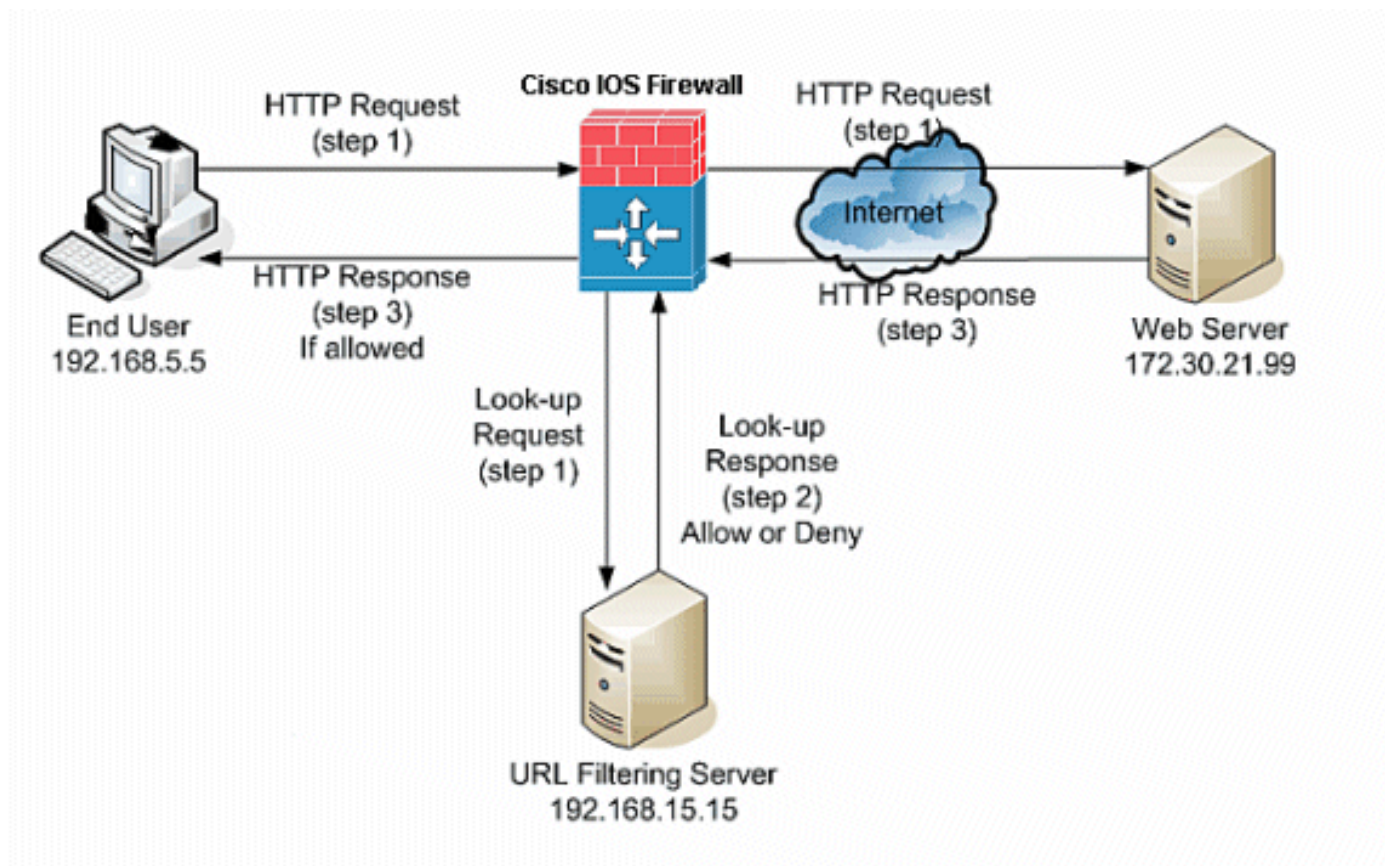 Cisco IOS Firewall
HTTP Request
(step 1)
HTTP Request
(step 1)
Internet
HTTP Response
(step 3)
If allowed
HTTP Response
(step 3)
End User
192.168.5.5
Web Server
172.30.21.99
Look-up
Request
(step 1)
Look-up
Response
(step 2)
Allow or Deny
URL Filtering Server
192.168.15.15